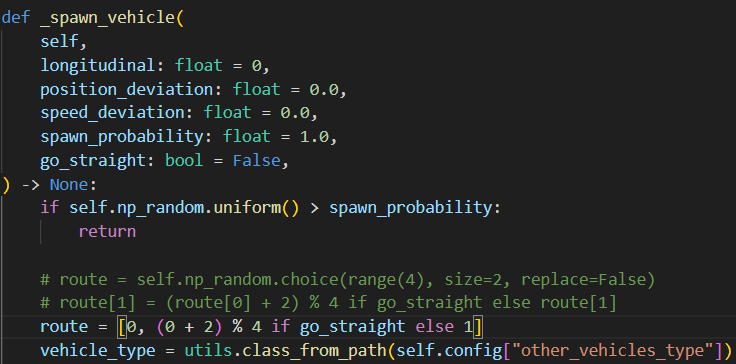 def _spawn_vehicle(
    self,
    longitudinal: float = 0,
    position_deviation: float = 0.0,
    speed_deviation: float = 0.0,
    spawn_probability: float = 1.0,
    go_straight: bool = False,
) -> None:
    if self.np_random.uniform() > spawn_probability:
        return

    # route = self.np_random.choice(range(4), size=2, replace=False)
    # route[1] = (route[0] + 2) % 4 if go_straight else route[1]
    route = [0, (0 + 2) % 4 if go_straight else 1]
    vehicle_type = utils.class_from_path(self.config["other_vehicles_type"])